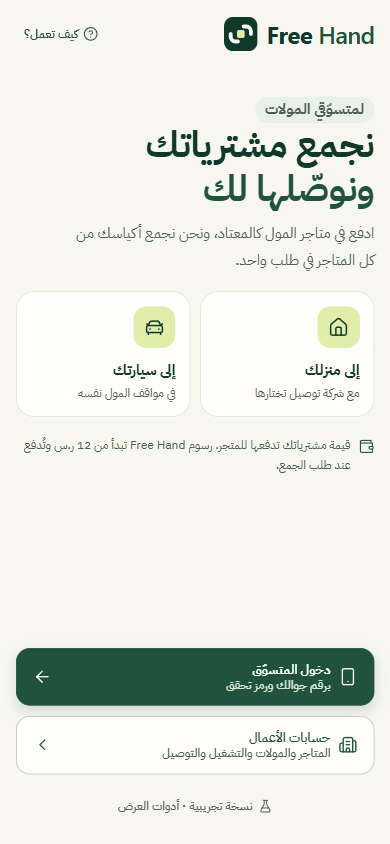 Free Hand
كيف تعمل؟
لمتسوّقي المولات
نجمع مشترياتك
ونوصّلها لك
ادفع في متاجر المول كالمعتاد، ونحن نجمع أكياسك من
كل المتاجر في طلب واحد.
إلى منزلك
مع شركة توصيل تختارها
إلى سيارتك
في مواقف المول نفسه
قيمة مشترياتك تدفعها للمتجر. رسوم Free Hand تبدأ من 12 ر.س وتُدفع
عند طلب الجمع.
دخول المتسوّق
برقم جوالك ورمز تحقق
حسابات الأعمال
المتاجر والمولات والتشغيل والتوصيل
نسخة تجريبية · أدوات العرض